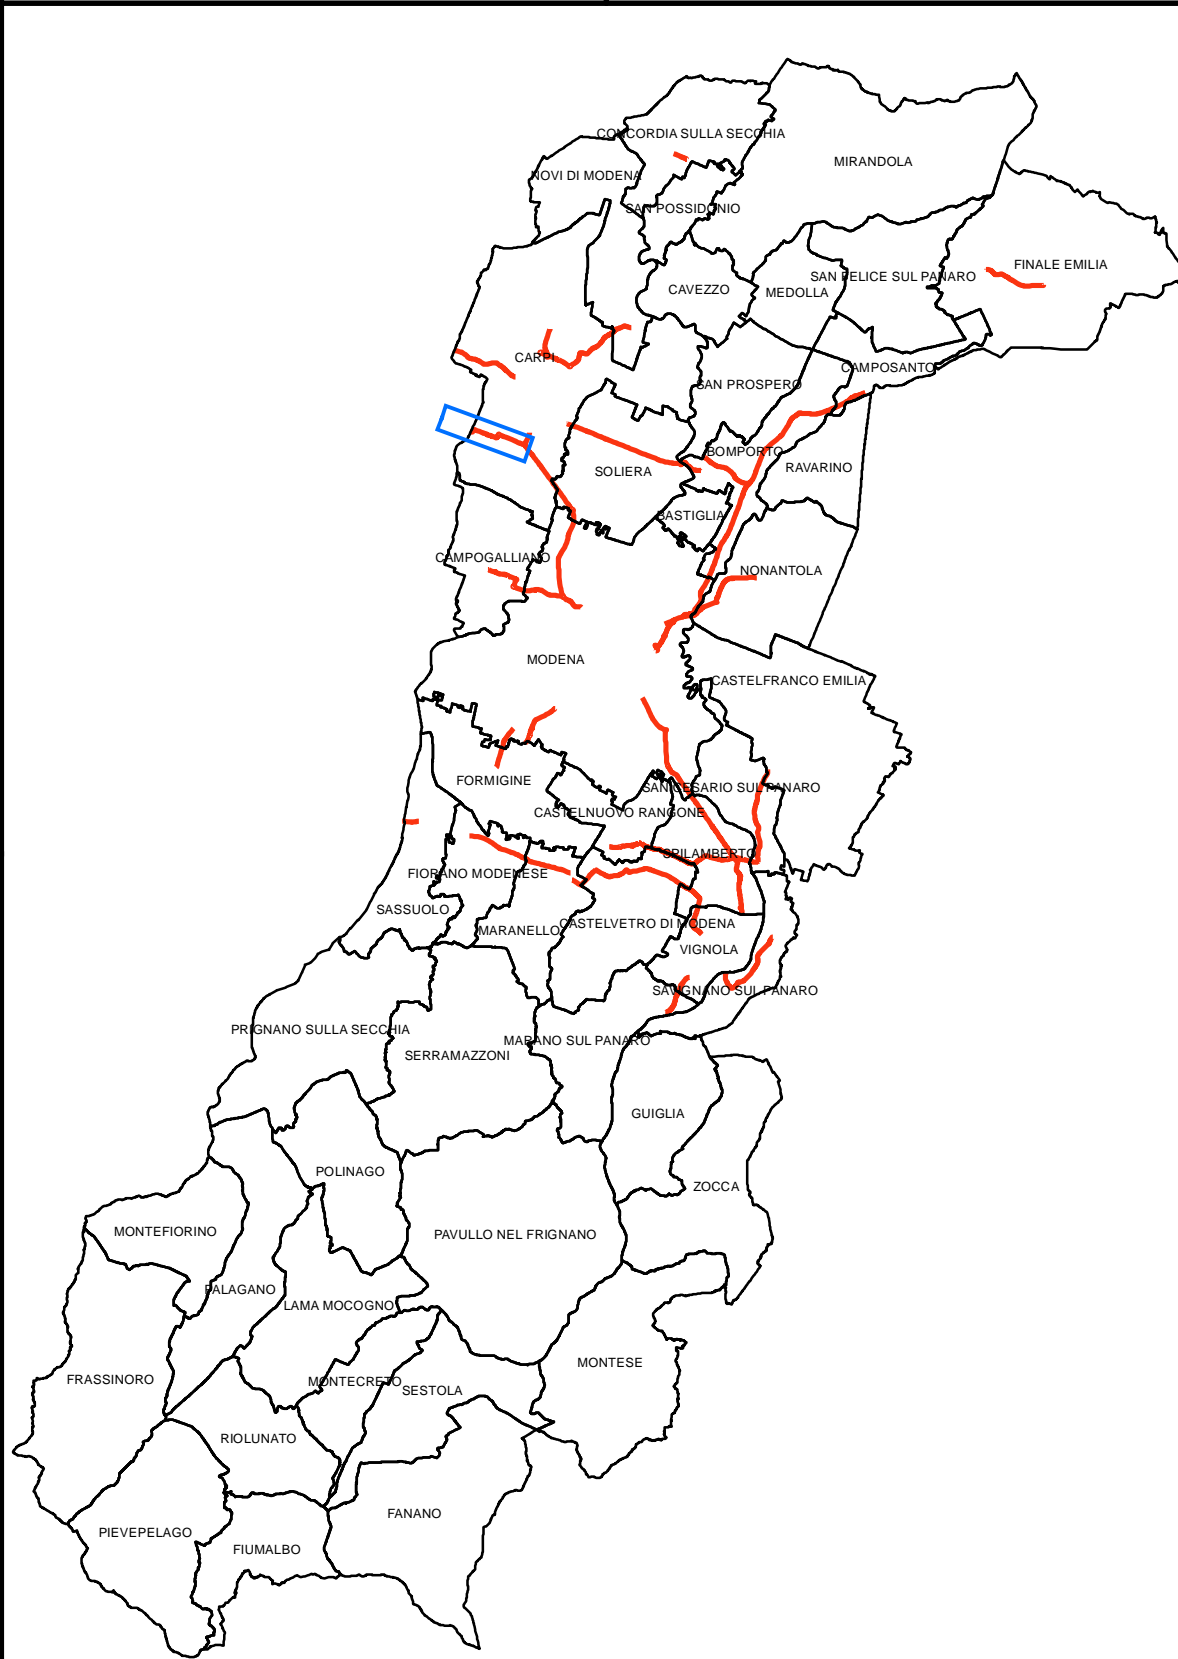 CONCORDIA SULLA SECCHIA
MIRANDOLA
NOVI DI MODENA
SAN POSSIDONIO
FINALE EMILIA
SAN FELICE SUL PANARO
CAVEZZO
MEDOLLA
CARPI
CAMPOSANTO
SAN PROSPERO
BOMPORTO
RAVARINO
SOLIERA
BASTIGLIA
CAMPOGALLIANO
NONANTOLA
MODENA
CASTELFRANCO EMILIA
FORMIGINE
SAN CESARIO SUL PANARO
CASTELNUOVO RANGONE
SPILAMBERTO
FIORANO MODENESE
SASSUOLO
MARANELLO
CASTELVETRO DI MODENA
VIGNOLA
SAVIGNANO SUL PANARO
PRIGNANO SULLA SECCHIA
MARANO SUL PANARO
SERRAMAZZONI
GUIGLIA
POLINAGO
ZOCCA
MONTEFIORINO
PAVULLO NEL FRIGNANO
PALAGANO
LAMA MOCOGNO
MONTESE
FRASSINORO
MONTECRETO
SESTOLA
RIOLUNATO
FANANO
PIEVEPELAGO
FIUMALBO